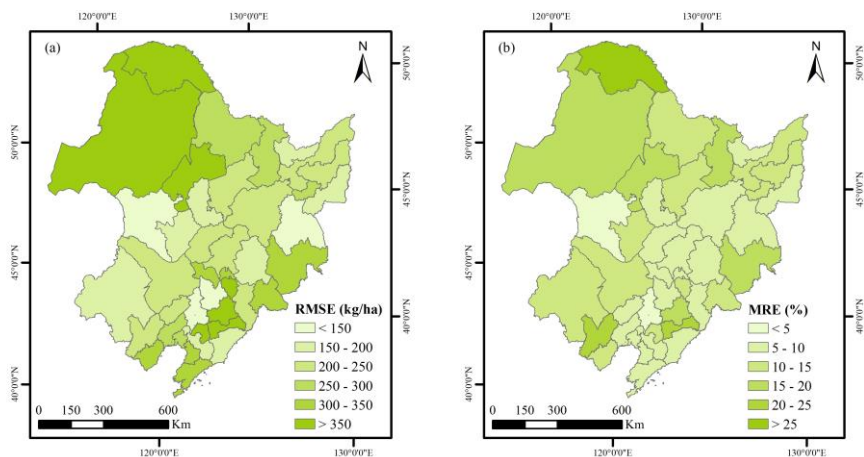 120°0'0"E 130°0'0"E
(a)
N
50°0'0"N
50°0'0"N
45°0'0"N
45°0'0"N
40°0'0"N
40°0'0"N
RMSE (kg/ha)
< 150
150 - 200
200 - 250
250 - 300
300 - 350
> 350
0 150 300 600
Km
120°0'0"E 130°0'0"E
120°0'0"E 130°0'0"E
(b)
N
50°0'0"N
50°0'0"N
45°0'0"N
45°0'0"N
40°0'0"N
40°0'0"N
MRE (%)
< 5
5 - 10
10 - 15
15 - 20
20 - 25
> 25
0 150 300 600
Km
120°0'0"E 130°0'0"E